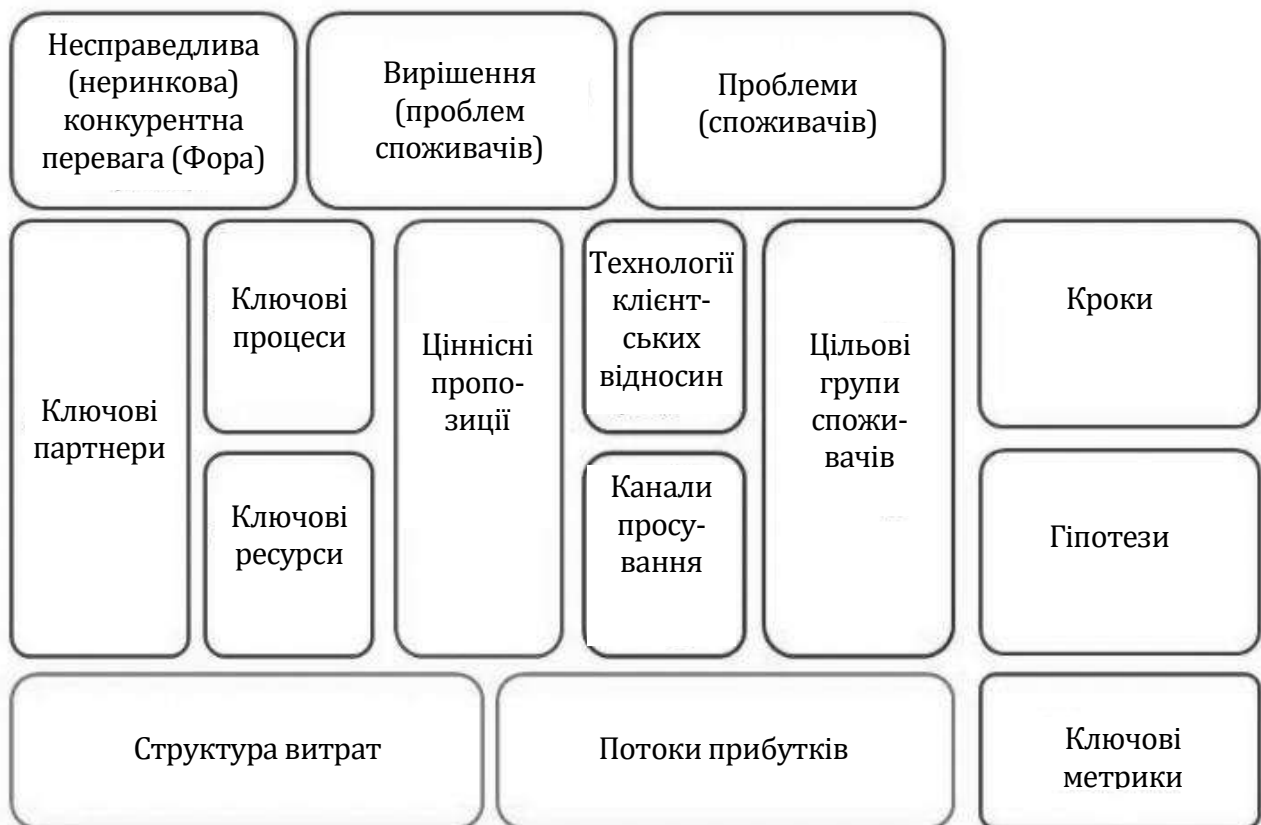 Несправедлива
(неринкова)
конкурентна
перевага (Фора)
Вирішення
(проблем
споживачів)
Проблеми
(споживачів)
Ключові
партнери
Ключові
процеси
Ключові
ресурси
Ціннісні
пропо-
зиції
Технології
клієнт-
ських
відносин
Канали
просу-
вання
Цільові
групи
спожи-
вачів
Кроки
Гіпотези
Структура витрат
Потоки прибутків
Ключові
метрики